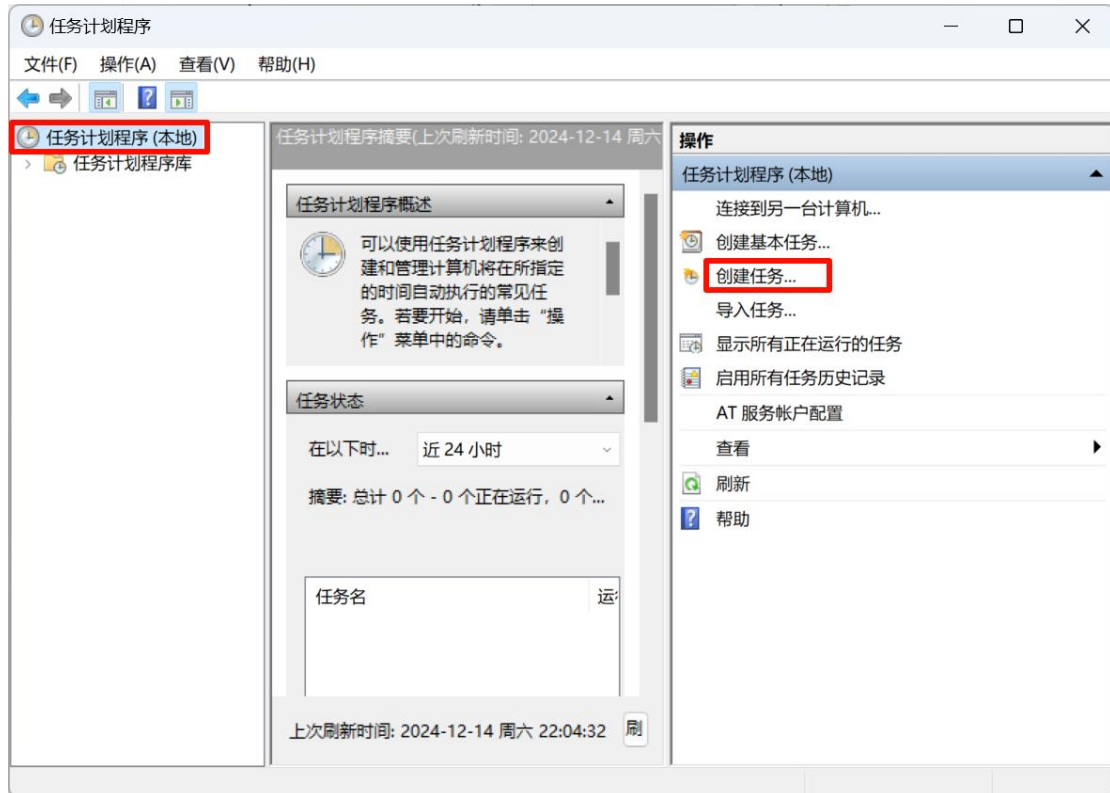 任务计划程序
文件(F) 操作(A) 查看(V) 帮助(H)
任务计划程序 (本地)
任务计划程序库
任务计划程序摘要(上次刷新时间: 2024-12-14 周六
任务计划程序概述
可以使用任务计划程序来创
建和管理计算机将在所指定
的时间自动执行的常见任
务。若要开始，请单击“操
作”菜单中的命令。
任务状态
在以下时... 近 24 小时
摘要: 总计 0 个 - 0 个正在运行, 0 个...
任务名 运行
上次刷新时间: 2024-12-14 周六 22:04:32 刷
操作
任务计划程序 (本地)
连接到另一台计算机...
创建基本任务...
创建任务...
导入任务...
显示所有正在运行的任务
启用所有任务历史记录
AT 服务帐户配置
查看
刷新
帮助